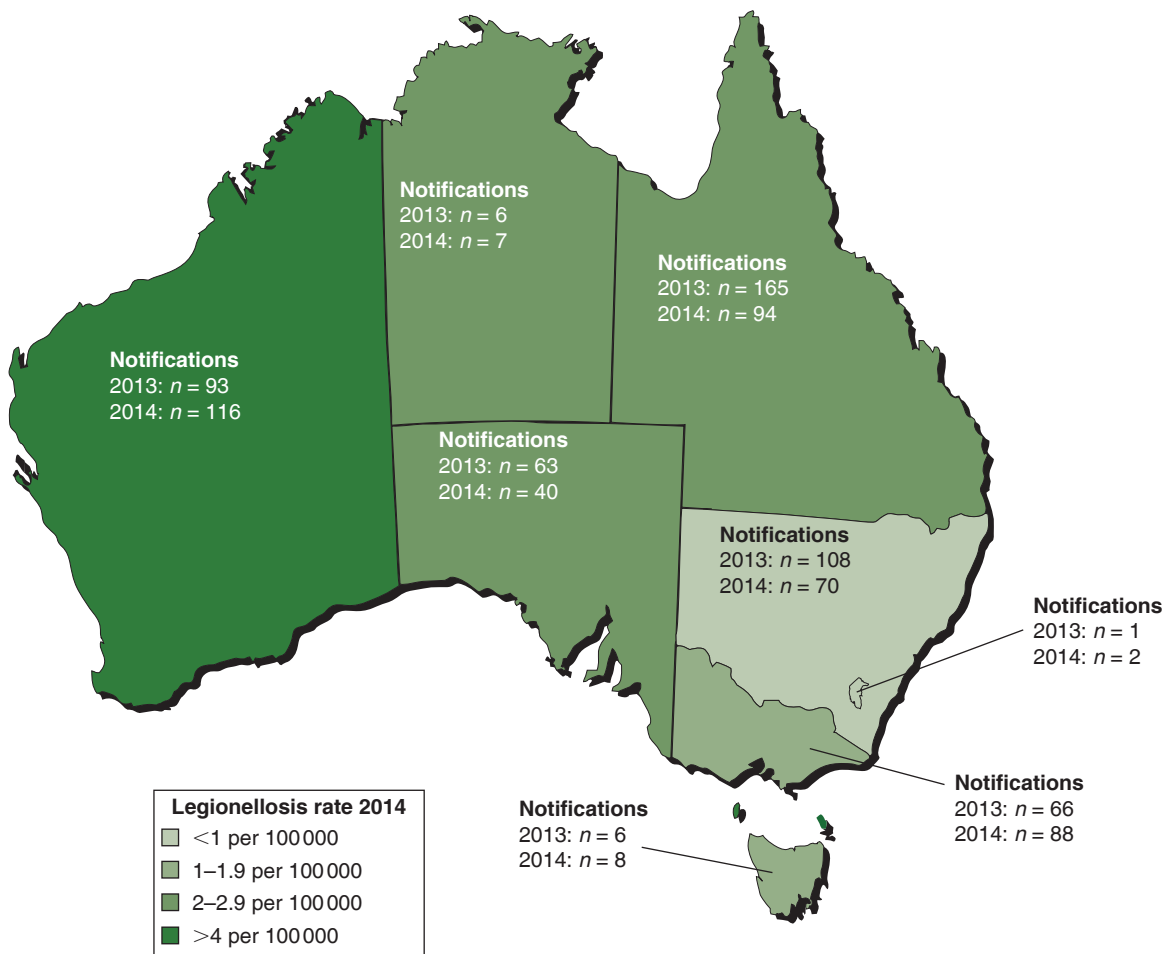 Notifications
2013: n = 6
2014: n = 7
Notifications
2013: n = 165
2014: n = 94
Notifications
2013: n = 93
2014: n = 116
Notifications
2013: n = 63
2014: n = 40
Notifications
2013: n = 108
2014: n = 70
Notifications
2013: n = 1
2014: n = 2
Notifications
2013: n = 66
2014: n = 88
Notifications
2013: n = 6
2014: n = 8
Legionellosis rate 2014
<1 per 100 000
1–1.9 per 100 000
2–2.9 per 100 000
>4 per 100 000